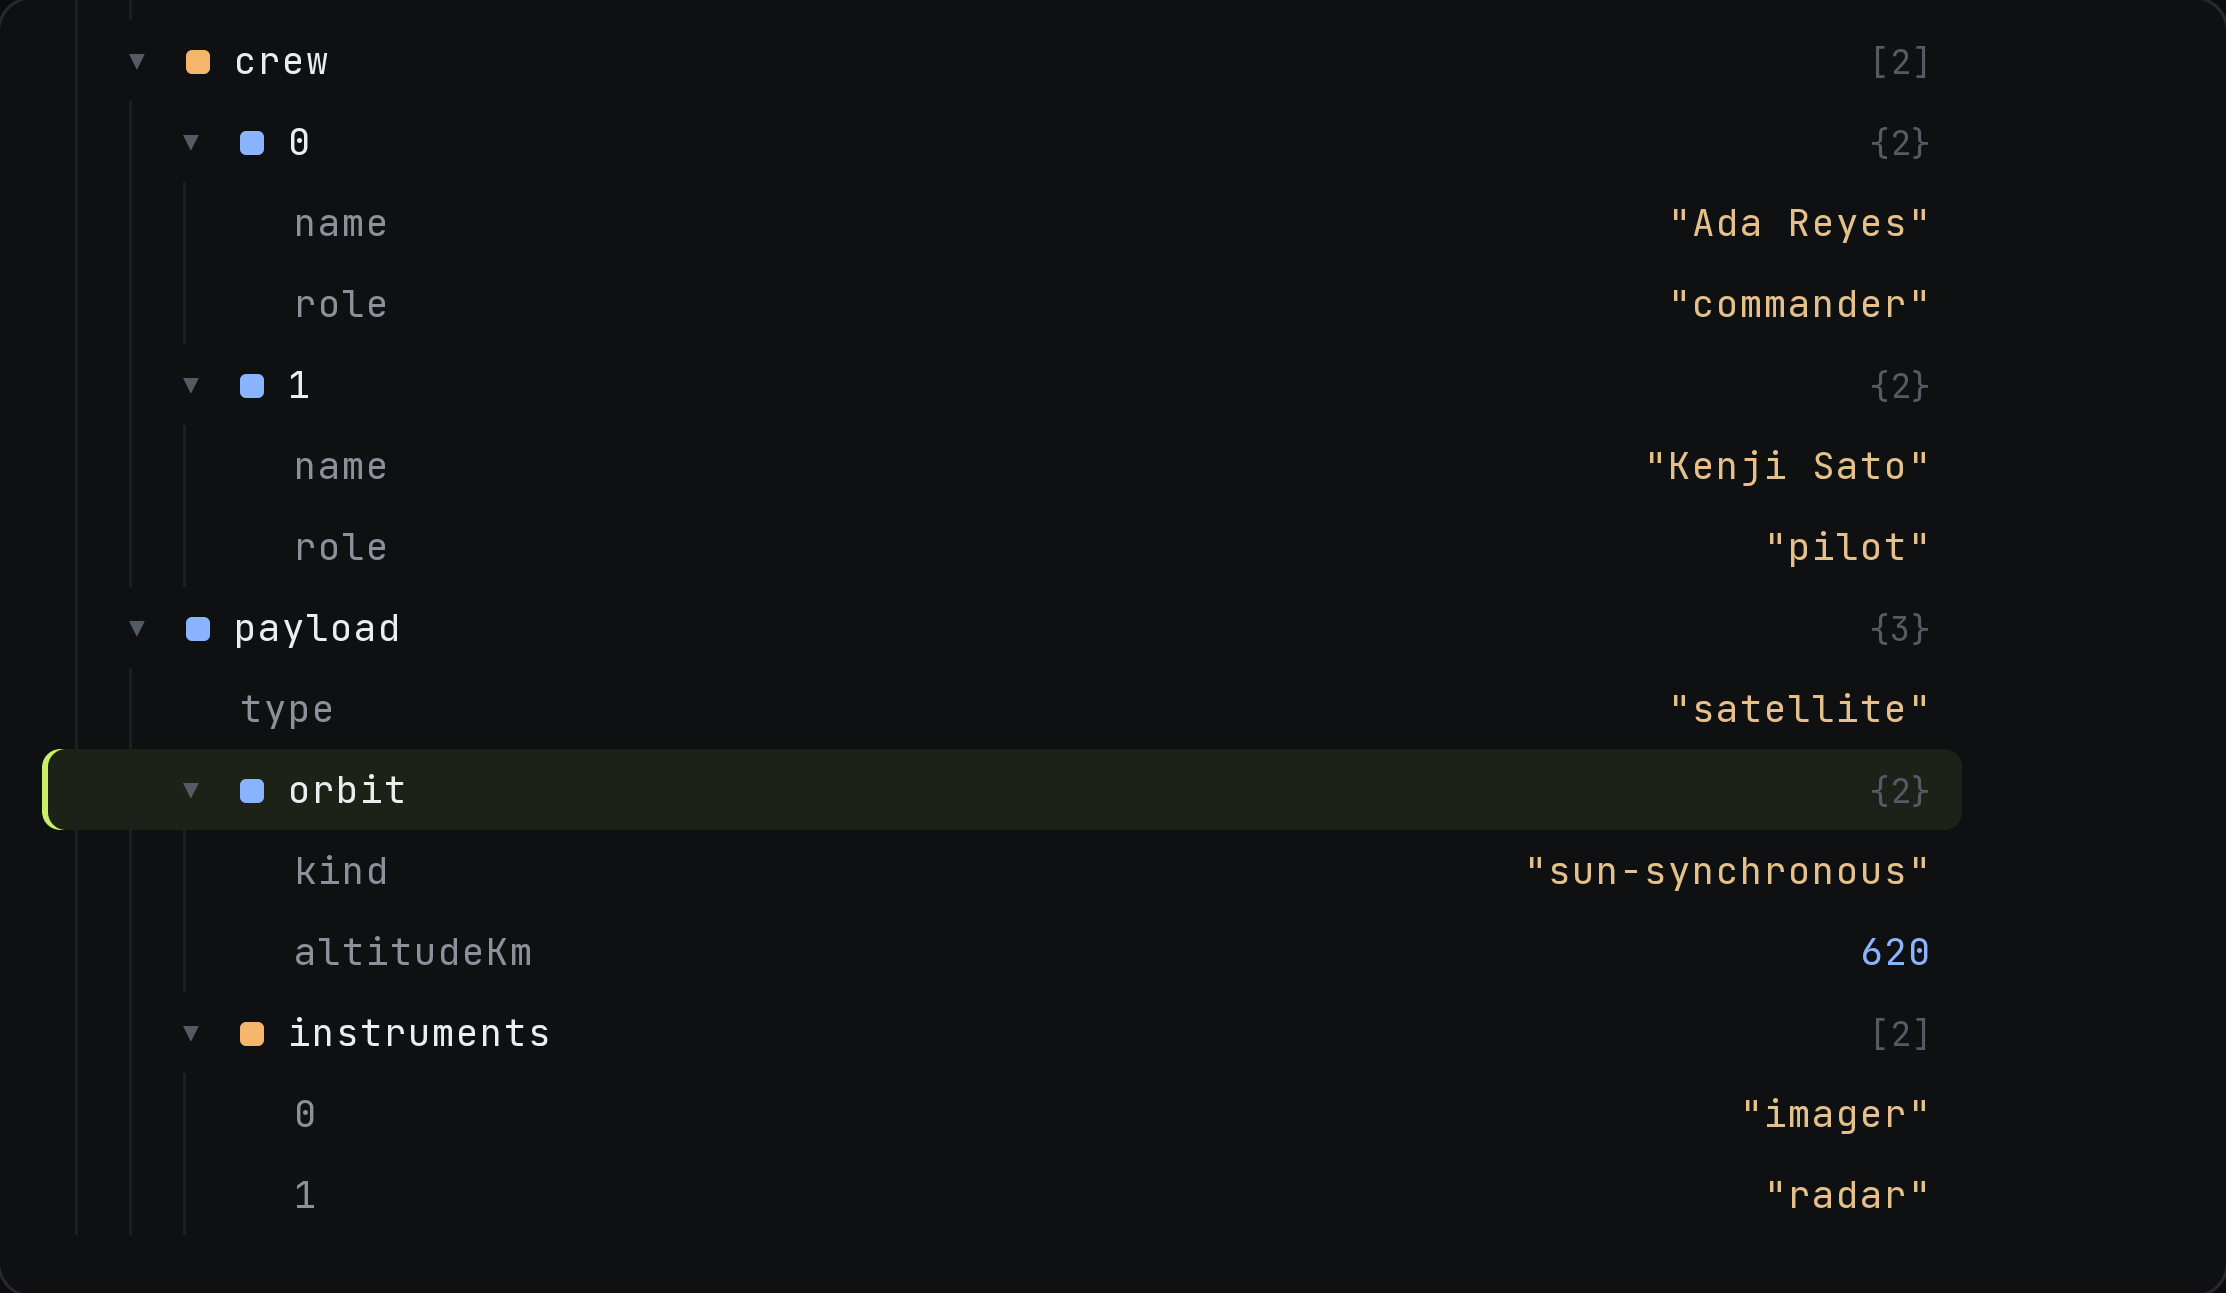 crew [2]
0 {2}
name "Ada Reyes"
role "commander"
1 {2}
name "Kenji Sato"
role "pilot"
payload {3}
type "satellite"
orbit {2}
kind "sun-synchronous"
altitudeKm 620
instruments [2]
0 "imager"
1 "radar"